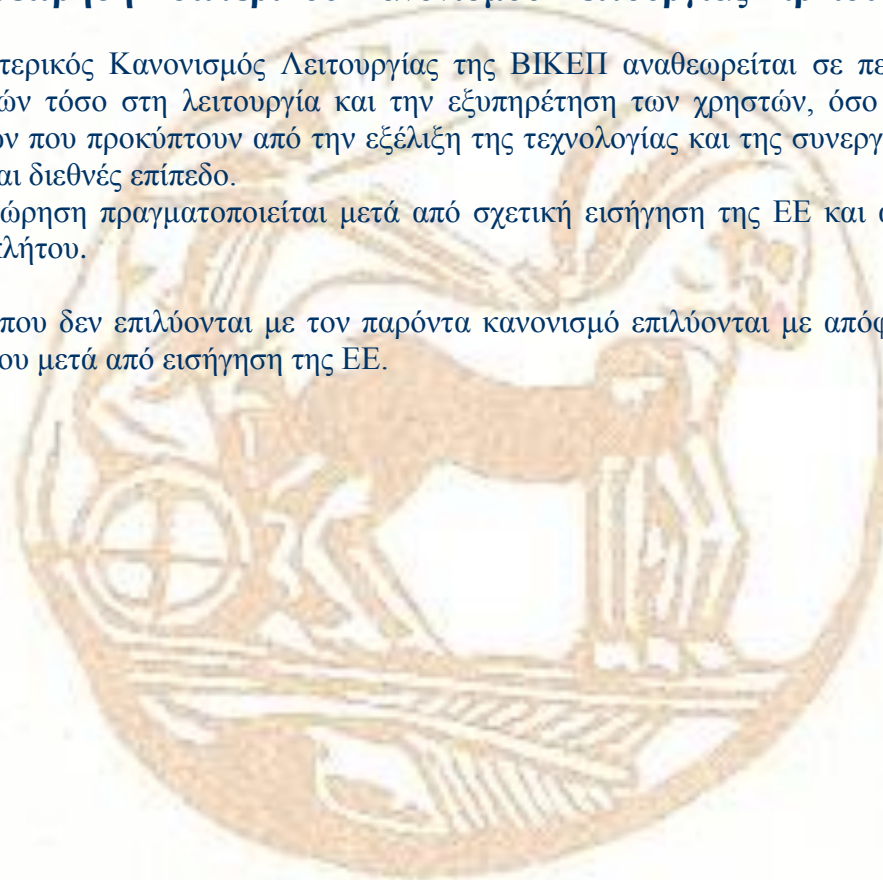 τερικός Κανονισμός Λειτουργίας της ΒΙΚΕΠ αναθεωρείται σε πε
ών τόσο στη λειτουργία και την εξυπηρέτηση των χρηστών, όσο
ων που προκύπτουν από την εξέλιξη της τεχνολογίας και της συνεργ
αι διεθνές επίπεδο.
ώρηση πραγματοποιείται μετά από σχετική εισήγηση της ΕΕ και α
λήτου.
που δεν επιλύονται με τον παρόντα κανονισμό επιλύονται με απόφ
ου μετά από εισήγηση της ΕΕ.